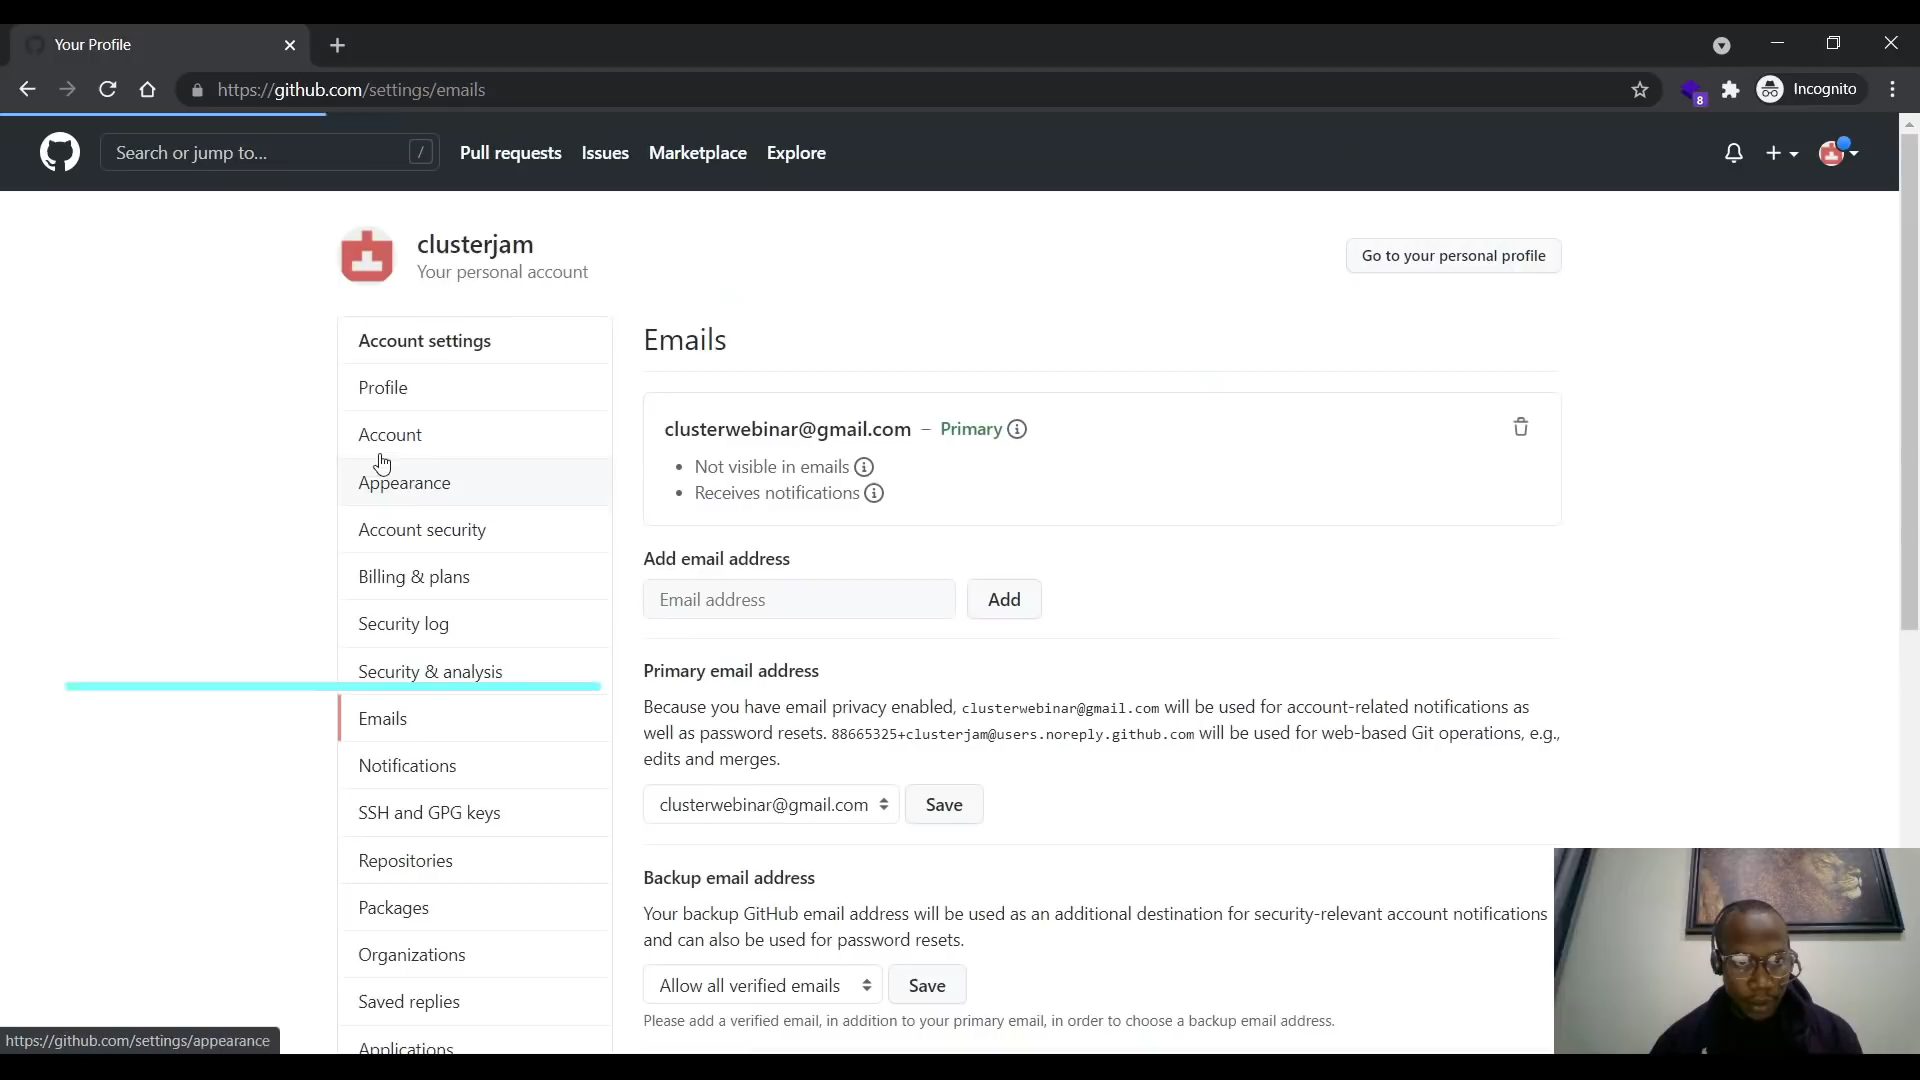 Your Profile
https://github.com/settings/emails
8
Incognito
Search or jump to...
/
Pull requests
Issues
Marketplace
Explore
clusterjam
Your personal account
Go to your personal profile
Account settings
Profile
Account
Appearance
Account security
Billing & plans
Security log
Security & analysis
Emails
Notifications
SSH and GPG keys
Repositories
Packages
Organizations
Saved replies
Applications
Emails
clusterwebinar@gmail.com – Primary
• Not visible in emails
• Receives notifications
Add email address
Email address
Add
Primary email address
Because you have email privacy enabled, clusterwebinar@gmail.com will be used for account-related notifications as
well as password resets. 88665325+clusterjam@users.noreply.github.com will be used for web-based Git operations, e.g.,
edits and merges.
clusterwebinar@gmail.com
Save
Backup email address
Your backup GitHub email address will be used as an additional destination for security-relevant account notifications
and can also be used for password resets.
Allow all verified emails
Save
Please add a verified email, in addition to your primary email, in order to choose a backup email address.
https://github.com/settings/appearance